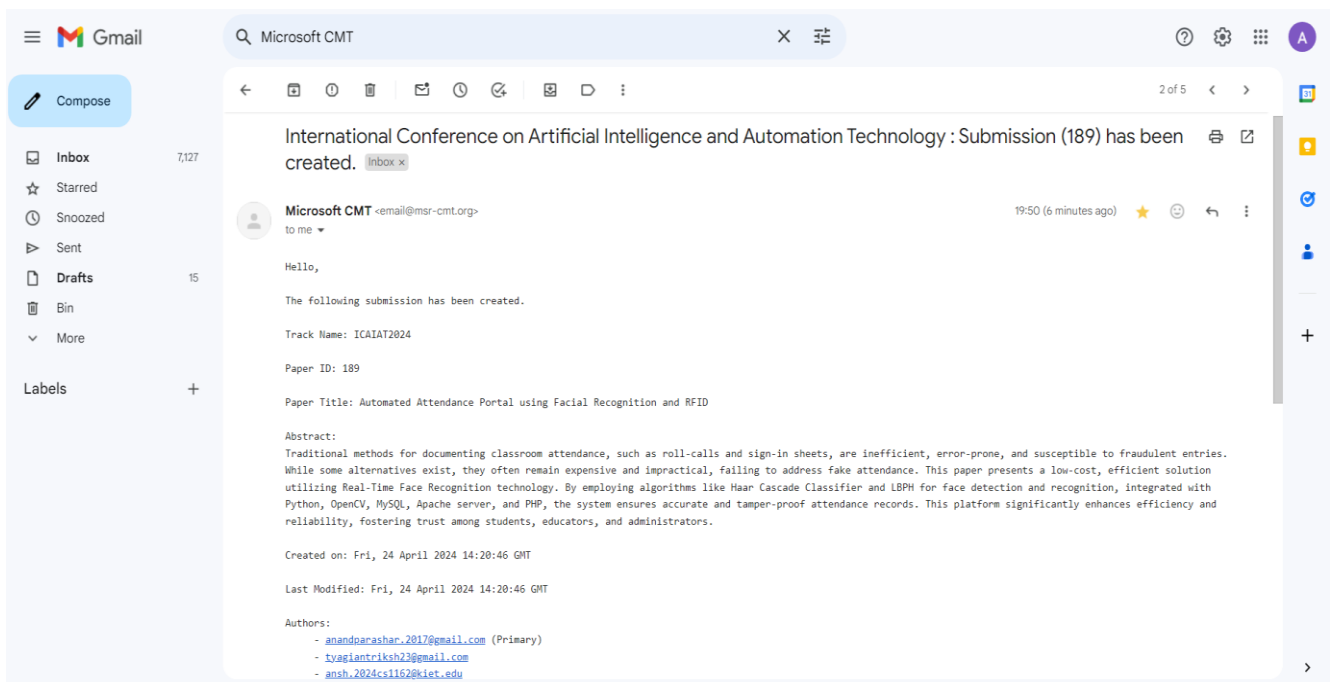 Gmail
Microsoft CMT
A
Compose
2 of 5
31
International Conference on Artificial Intelligence and Automation Technology : Submission (189) has been
created. Inbox ×
Inbox 7,127
Starred
Snoozed
Sent
Drafts 15
Bin
More
Labels
Microsoft CMT <email@msr-cmt.org>
19:50 (6 minutes ago)
to me
Hello,
The following submission has been created.
Track Name: ICAIAT2024
Paper ID: 189
Paper Title: Automated Attendance Portal using Facial Recognition and RFID
Abstract:
Traditional methods for documenting classroom attendance, such as roll-calls and sign-in sheets, are inefficient, error-prone, and susceptible to fraudulent entries.
While some alternatives exist, they often remain expensive and impractical, failing to address fake attendance. This paper presents a low-cost, efficient solution
utilizing Real-Time Face Recognition technology. By employing algorithms like Haar Cascade Classifier and LBPH for face detection and recognition, integrated with
Python, OpenCV, MySQL, Apache server, and PHP, the system ensures accurate and tamper-proof attendance records. This platform significantly enhances efficiency and
reliability, fostering trust among students, educators, and administrators.
Created on: Fri, 24 April 2024 14:20:46 GMT
Last Modified: Fri, 24 April 2024 14:20:46 GMT
Authors:
- anandparashar.2017@gmail.com (Primary)
- tyagiantriksh23@gmail.com
- ansh.2024cs1162@kiet.edu